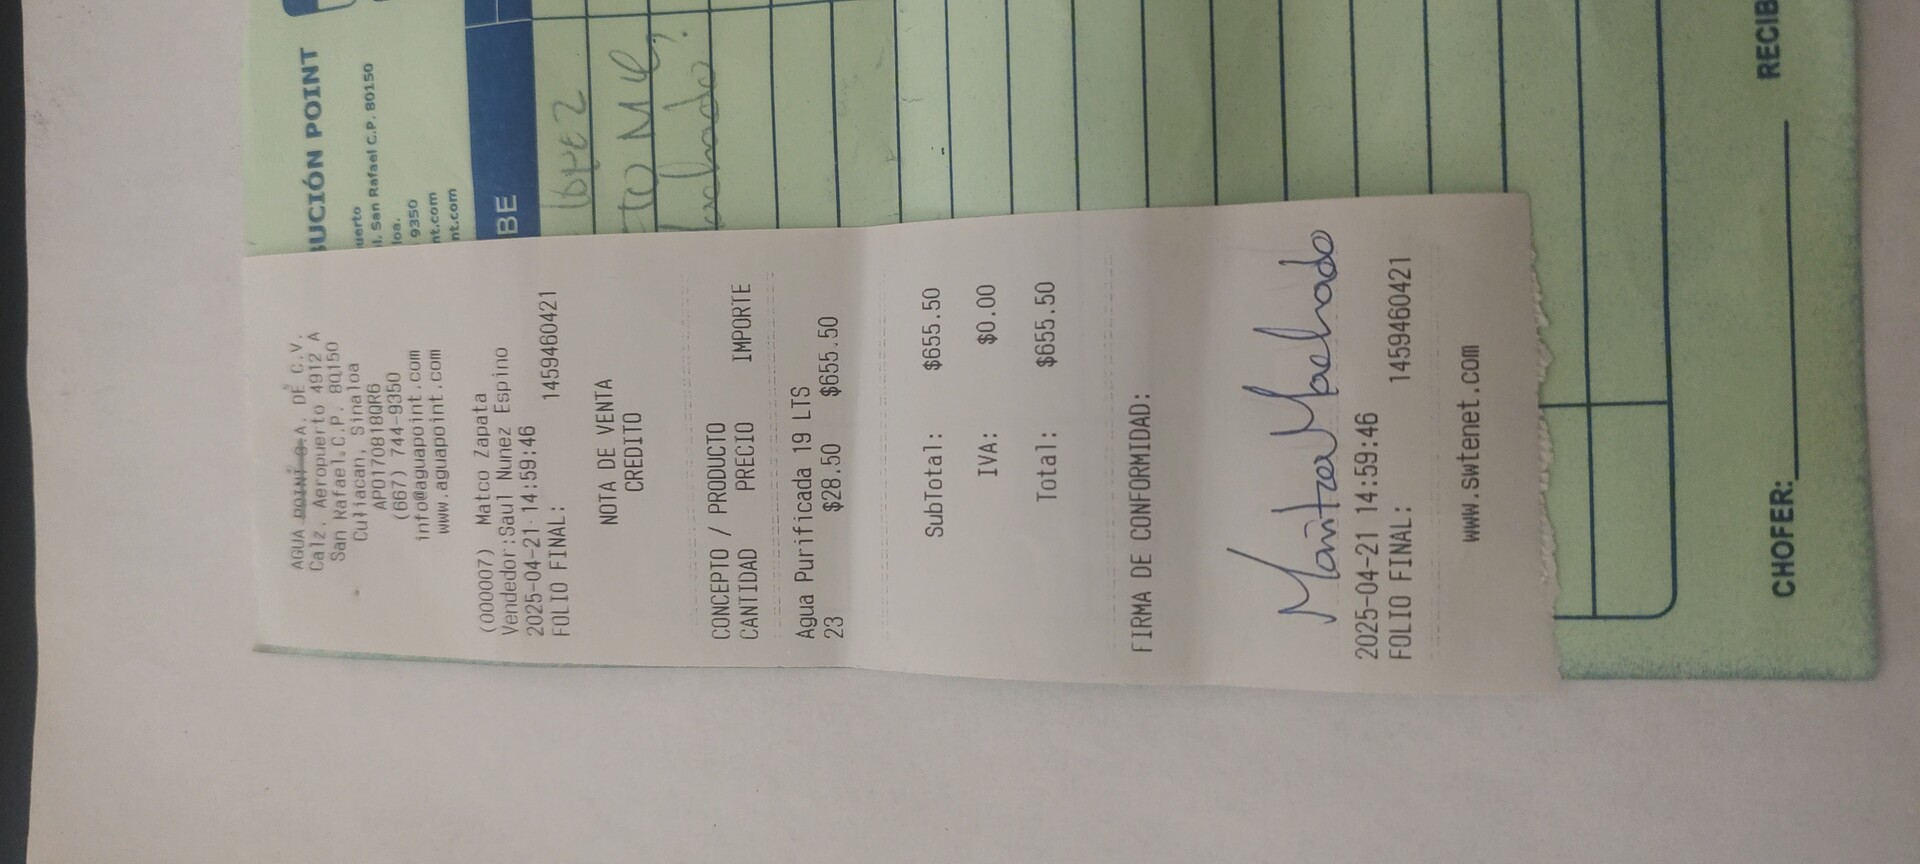 AGUA POINT S.A. DE C.V.
Calz. Aeropuerto 4912 A
San Rafael C.P. 80150
Culiacan, Sinaloa
APO170818QR6
(667) 744-9350
info@aguapoint.com
www.aguapoint.com
(000007) Matco Zapata
Vendedor:Saul Nunez Espino
2025-04-21 14:59:46
FOLIO FINAL: 1459460421
NOTA DE VENTA
CREDITO
CONCEPTO / PRODUCTO
CANTIDAD PRECIO IMPORTE
Agua Purificada 19 LTS
23 $28.50 $655.50
SubTotal: $655.50
IVA: $0.00
Total: $655.50
FIRMA DE CONFORMIDAD:
Maritza Machado
2025-04-21 14:59:46
FOLIO FINAL: 1459460421
www.swtenet.com
BUCIÓN POINT
uerto
l. San Rafael C.P. 80150
loa.
9350
nt.com
nt.com
BE
CHOFER: RECIB